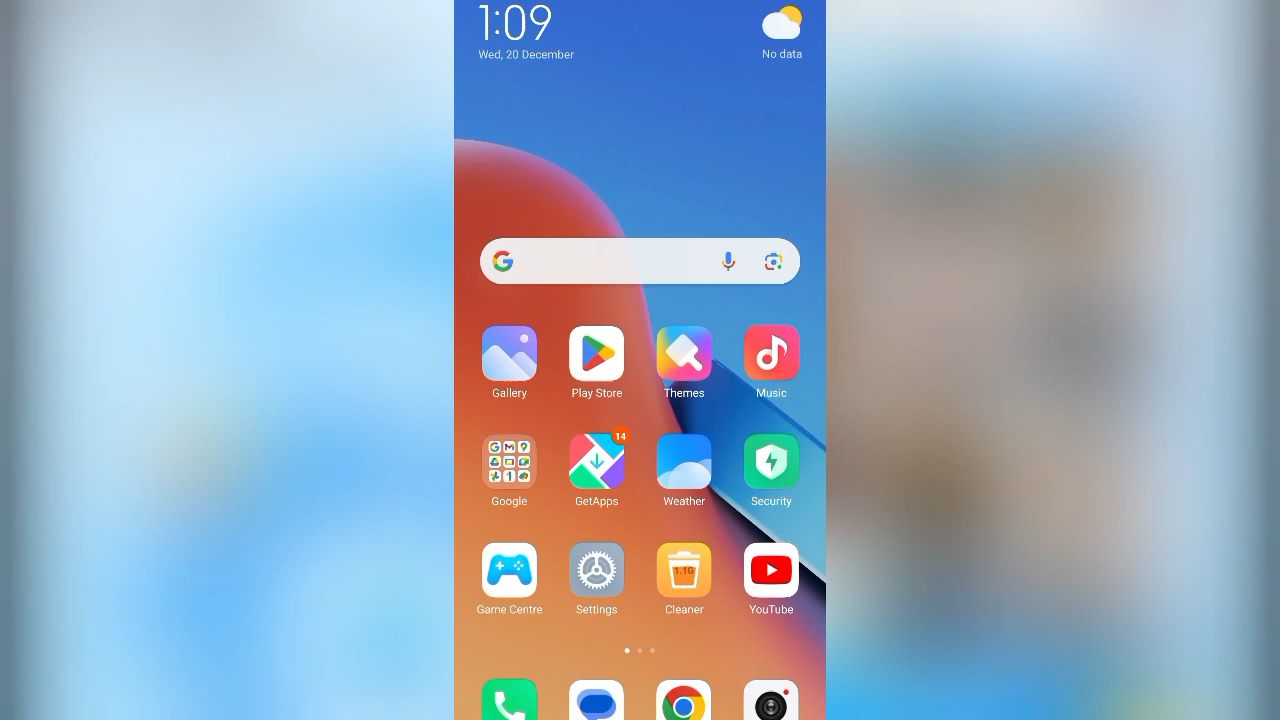 1:09
Wed, 20 December
No data
Gallery
Play Store
Themes
Music
14
Google
GetApps
Weather
Security
1.1G
Game Centre
Settings
Cleaner
YouTube